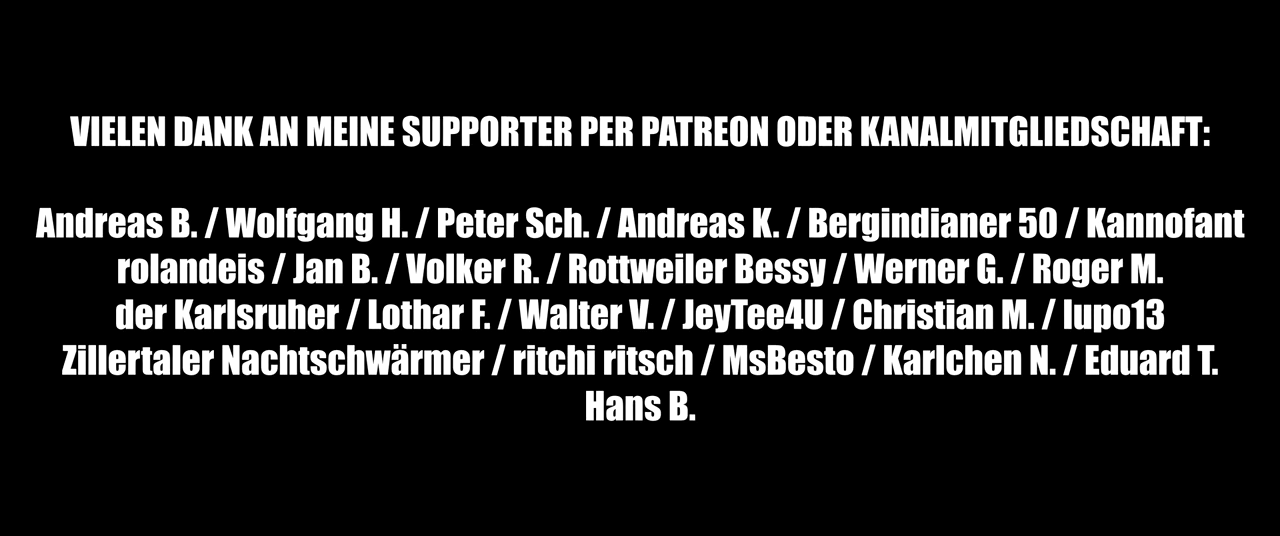 VIELEN DANK AN MEINE SUPPORTER PER PATREON ODER KANALMITGLIEDSCHAFT:
Andreas B. / Wolfgang H. / Peter Sch. / Andreas K. / Bergindianer 50 / Kannofant
rolandeis / Jan B. / Volker R. / Rottweiler Bessy / Werner G. / Roger M.
der Karlsruher / Lothar F. / Walter V. / JeyTee4U / Christian M. / lupo13
Zillertaler Nachtschwärmer / ritchi ritsch / MsBesto / Karlchen N. / Eduard T.
Hans B.